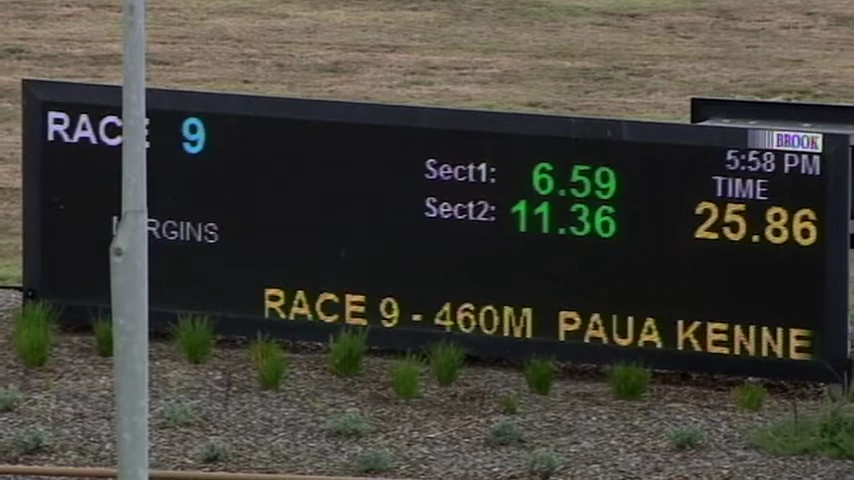 RACE 9
BROOK
5:58 PM
Sect1: 6.59
TIME
Sect2: 11.36
25.86
MARGINS
RACE 9 - 460M PAUA KENNE